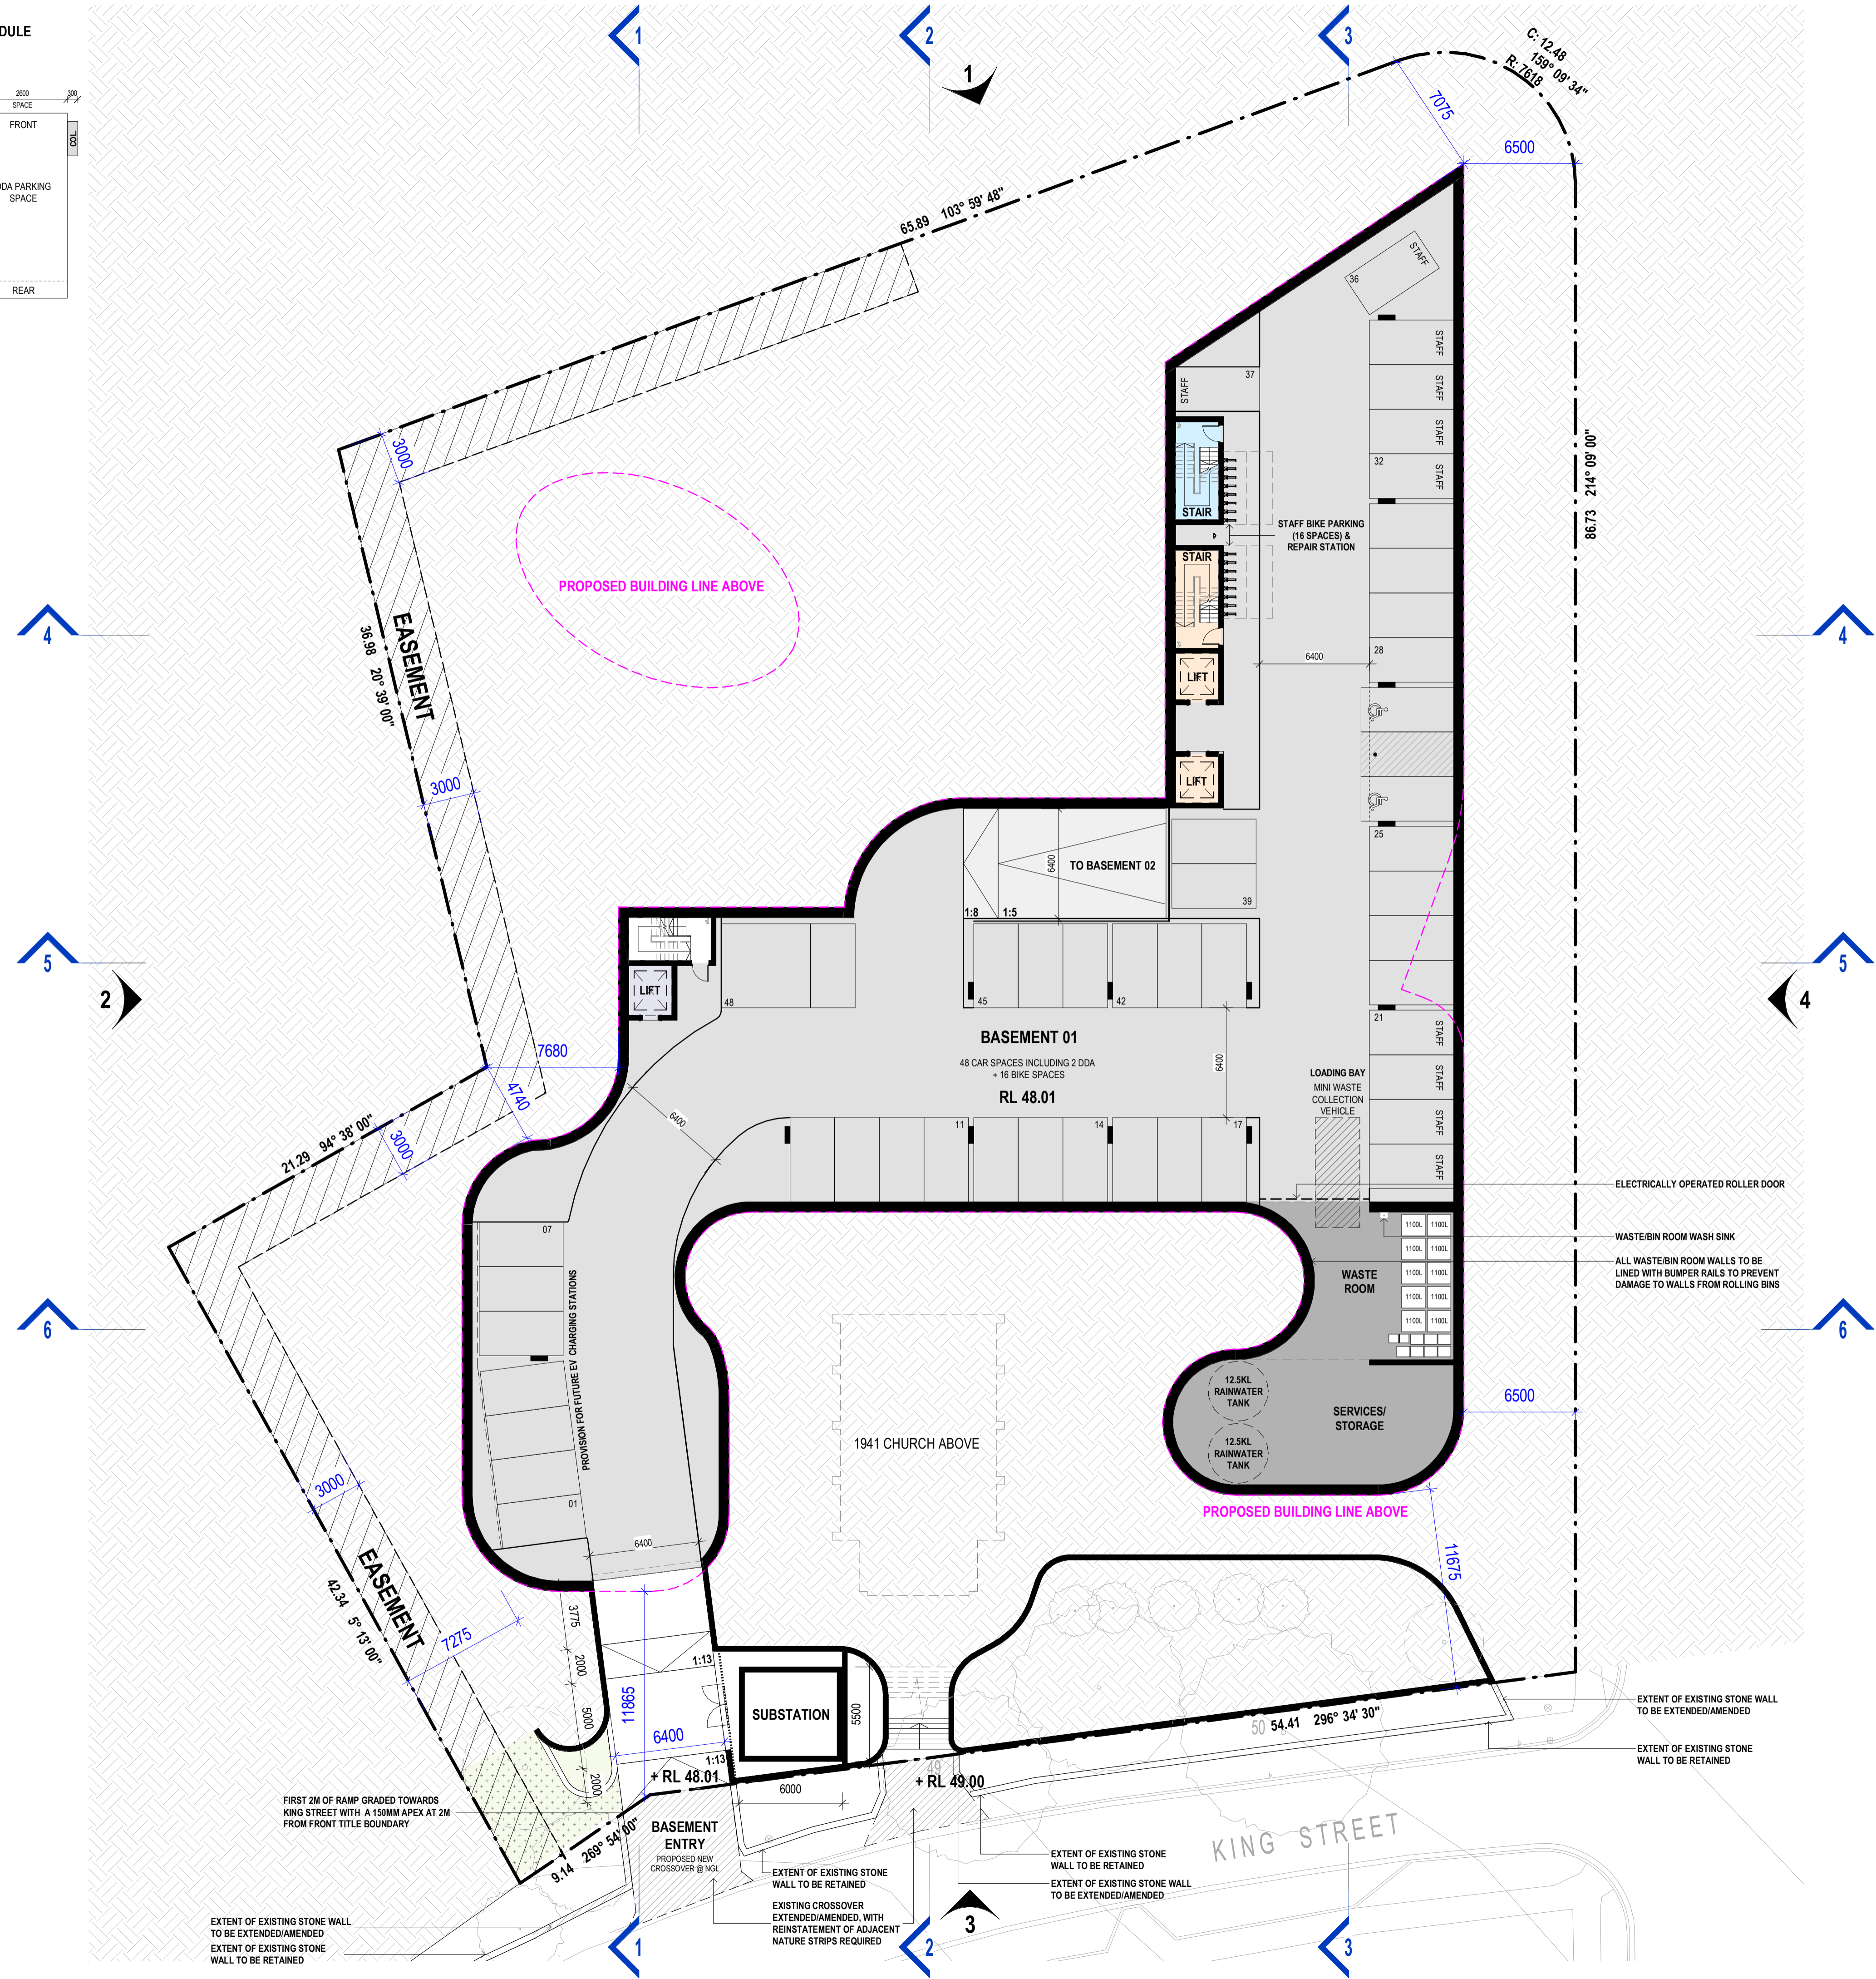 DULE
2600
300
SPACE
FRONT
COL.
DDA PARKING
SPACE
REAR
1
2
3
1
C: 12.48
159° 09' 34"
R: 7618
7075
6500
65.89 103° 59' 48"
STAFF
36
STAFF
37
STAFF
STAFF
STAFF
32
STAFF
STAFF
3000
STAIR
STAFF BIKE PARKING
(16 SPACES) &
REPAIR STATION
STAIR
86.73 214° 09' 00"
PROPOSED BUILDING LINE ABOVE
4
4
EASEMENT
36.98 20° 39' 00"
6400
28
LIFT
LIFT
3000
25
6400
TO BASEMENT 02
39
1:8
1:5
5
5
2
4
LIFT
48
45
42
21
STAFF
STAFF
STAFF
STAFF
BASEMENT 01
48 CAR SPACES INCLUDING 2 DDA
+ 16 BIKE SPACES
RL 48.01
6400
LOADING BAY
MINI WASTE
COLLECTION
VEHICLE
7680
4740
6400
3000
21.29 94° 38' 00"
11
14
17
ELECTRICALLY OPERATED ROLLER DOOR
07
1100L 1100L
1100L 1100L
1100L 1100L
1100L 1100L
1100L 1100L
WASTE/BIN ROOM WASH SINK
ALL WASTE/BIN ROOM WALLS TO BE
LINED WITH BUMPER RAILS TO PREVENT
DAMAGE TO WALLS FROM ROLLING BINS
WASTE
ROOM
6
6
PROVISION FOR FUTURE EV CHARGING STATIONS
12.5KL
RAINWATER
TANK
12.5KL
RAINWATER
TANK
SERVICES/
STORAGE
6500
1941 CHURCH ABOVE
3000
01
PROPOSED BUILDING LINE ABOVE
6400
11675
EASEMENT
42.34 5° 13' 00"
7275
3775
2000
5000
2000
1:13
11865
6400
1:13
SUBSTATION
5500
6000
+ RL 48.01
49
+ RL 49.00
50
54.41 296° 34' 30"
EXTENT OF EXISTING STONE WALL
TO BE EXTENDED/AMENDED
EXTENT OF EXISTING STONE
WALL TO BE RETAINED
FIRST 2M OF RAMP GRADED TOWARDS
KING STREET WITH A 150MM APEX AT 2M
FROM FRONT TITLE BOUNDARY
9.14 269° 54' 00"
BASEMENT
ENTRY
PROPOSED NEW
CROSSOVER @ NGL
KING STREET
EXTENT OF EXISTING STONE
WALL TO BE RETAINED
EXISTING CROSSOVER
EXTENDED/AMENDED, WITH
REINSTATEMENT OF ADJACENT
NATURE STRIPS REQUIRED
EXTENT OF EXISTING STONE
WALL TO BE RETAINED
EXTENT OF EXISTING STONE WALL
TO BE EXTENDED/AMENDED
EXTENT OF EXISTING STONE WALL
TO BE EXTENDED/AMENDED
EXTENT OF EXISTING STONE
WALL TO BE RETAINED
3
1
2
3